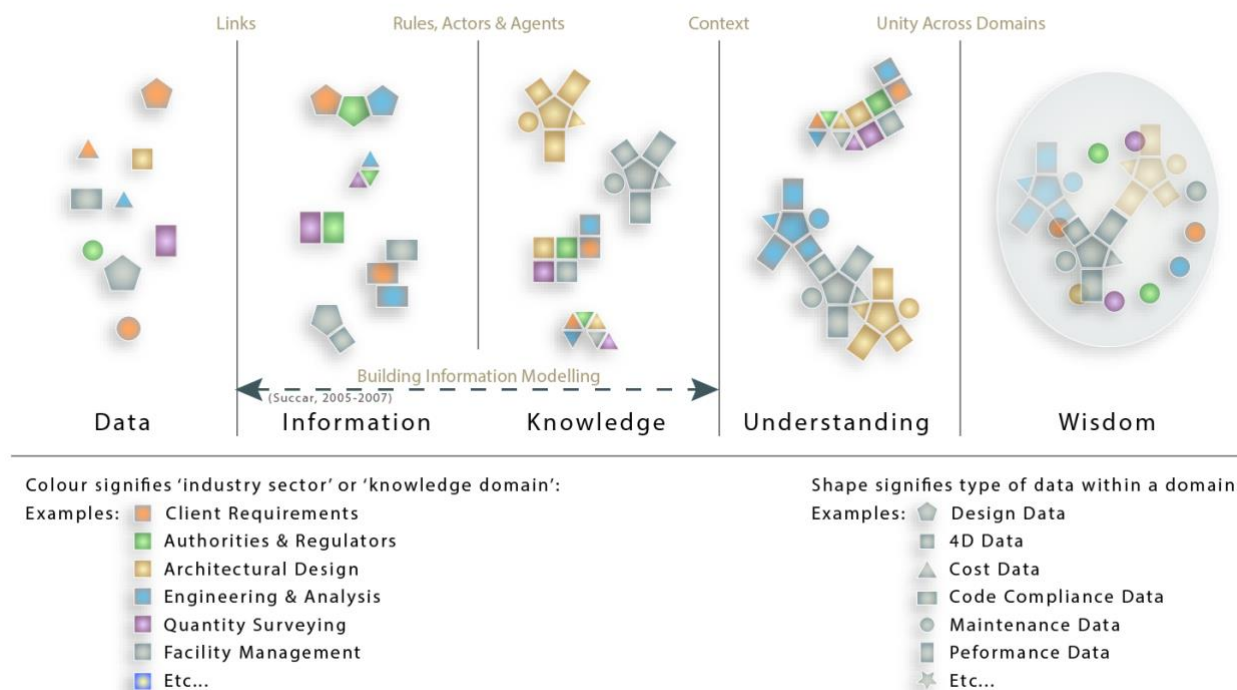 Links
Rules, Actors & Agents
Context
Unity Across Domains
Building Information Modelling
(Succar, 2005-2007)
Data
Information
Knowledge
Understanding
Wisdom
Colour signifies 'industry sector' or 'knowledge domain':
Examples:
Client Requirements
Authorities & Regulators
Architectural Design
Engineering & Analysis
Quantity Surveying
Facility Management
Etc...
Shape signifies type of data within a domain
Examples:
Design Data
4D Data
Cost Data
Code Compliance Data
Maintenance Data
Peformance Data
Etc...